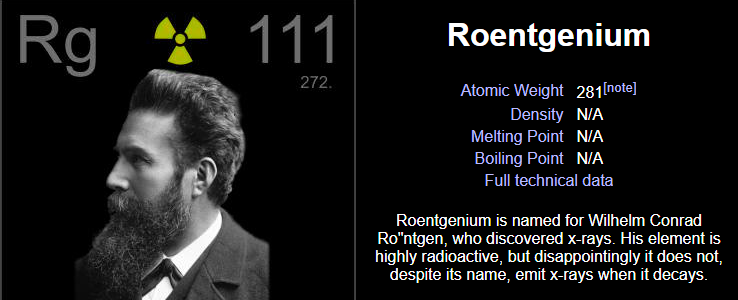 Rg 111
272.
Roentgenium
Atomic Weight 281[note]
Density N/A
Melting Point N/A
Boiling Point N/A
Full technical data
Roentgenium is named for Wilhelm Conrad
Ro"ntgen, who discovered x-rays. His element is
highly radioactive, but disappointingly it does not,
despite its name, emit x-rays when it decays.